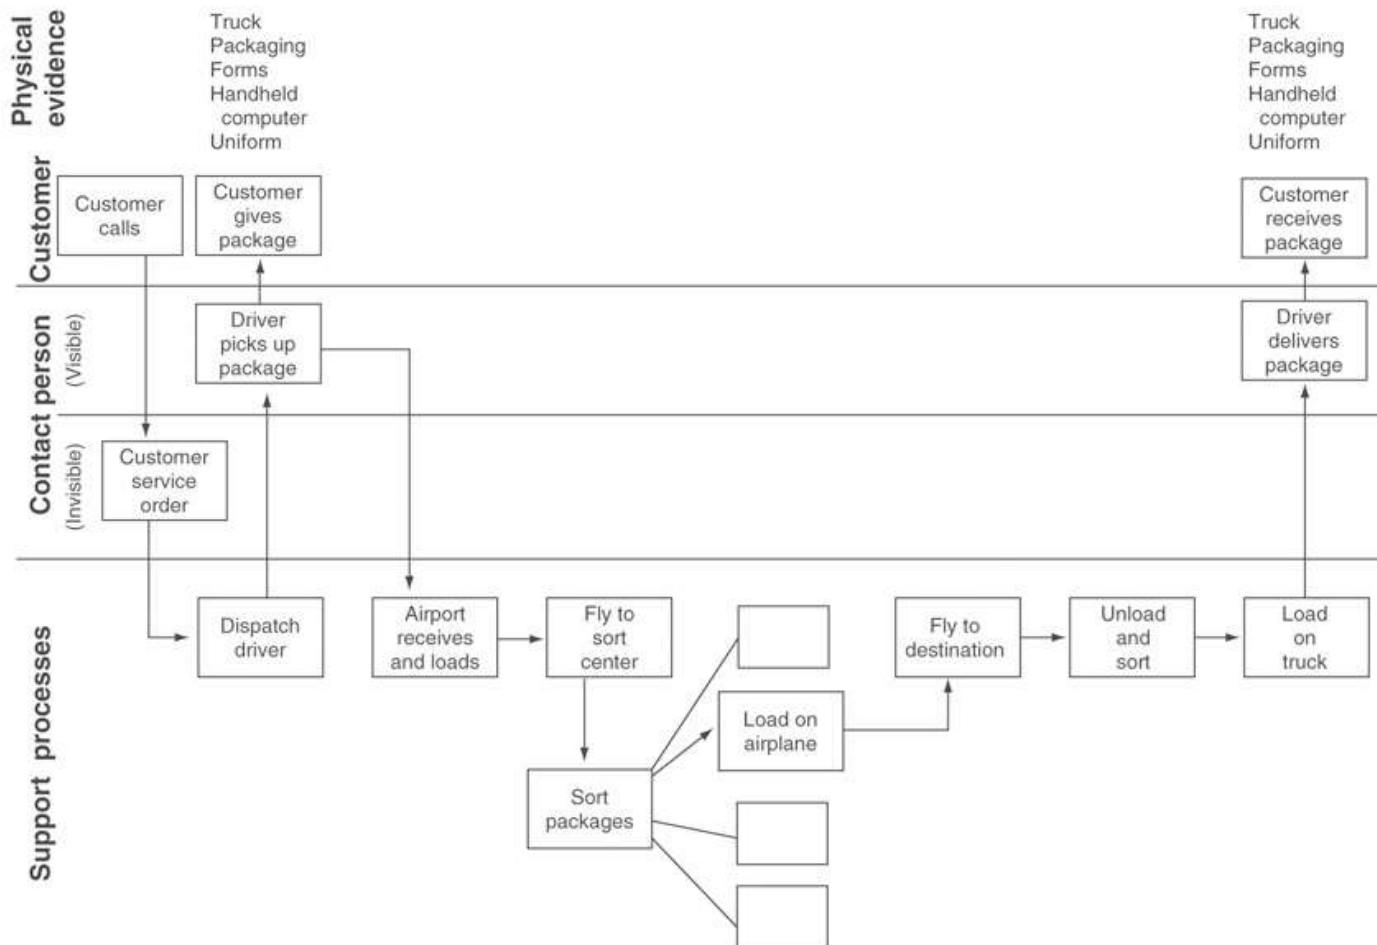 Physical
evidence
Truck
Packaging
Forms
Handheld
computer
Uniform
Truck
Packaging
Forms
Handheld
computer
Uniform
Customer
Customer
calls
Customer
gives
package
Customer
receives
package
Contact person
(Visible)
Driver
picks up
package
Driver
delivers
package
(Invisible)
Customer
service
order
Support processes
Dispatch
driver
Airport
receives
and loads
Fly to
sort
center
Fly to
destination
Unload
and
sort
Load
on
truck
Load on
airplane
Sort
packages